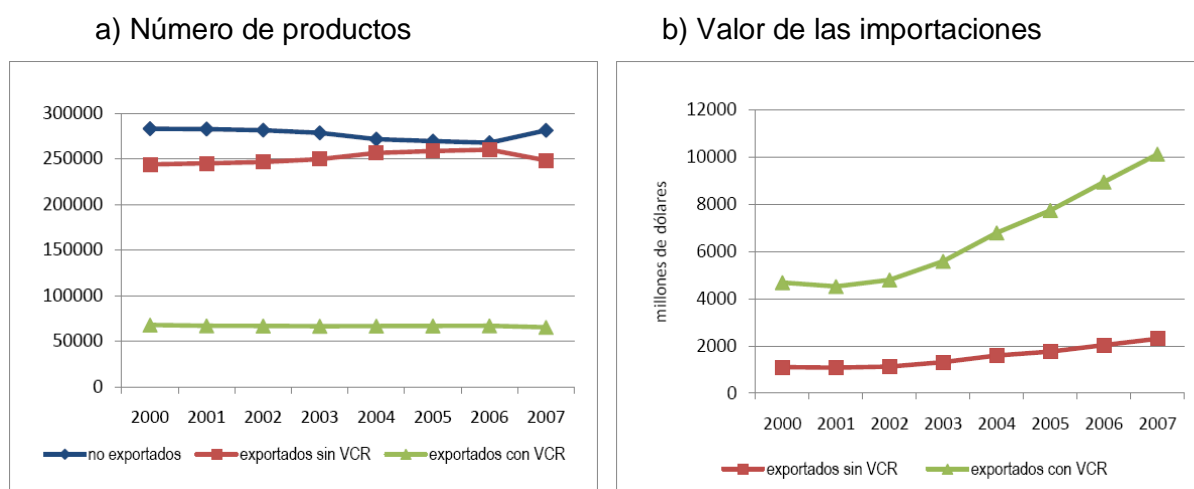 a) Número de productos
300000
250000
200000
150000
100000
50000
0
2000 2001 2002 2003 2004 2005 2006 2007
no exportados exportados sin VCR exportados con VCR
b) Valor de las importaciones
millones de dólares
12000
10000
8000
6000
4000
2000
0
2000 2001 2002 2003 2004 2005 2006 2007
exportados sin VCR exportados con VCR